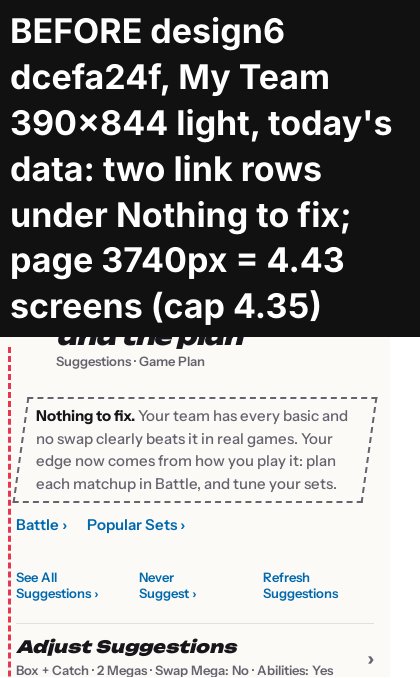 BEFORE design6
dcefa24f, My Team
390×844 light, today's
data: two link rows
under Nothing to fix;
page 3740px = 4.43
screens (cap 4.35)
and the plan
Suggestions · Game Plan
Nothing to fix. Your team has every basic and
no swap clearly beats it in real games. Your
edge now comes from how you play it: plan
each matchup in Battle, and tune your sets.
Battle › Popular Sets ›
See All Never Refresh
Suggestions › Suggest › Suggestions
Adjust Suggestions
Box + Catch · 2 Megas · Swap Mega: No · Abilities: Yes ›